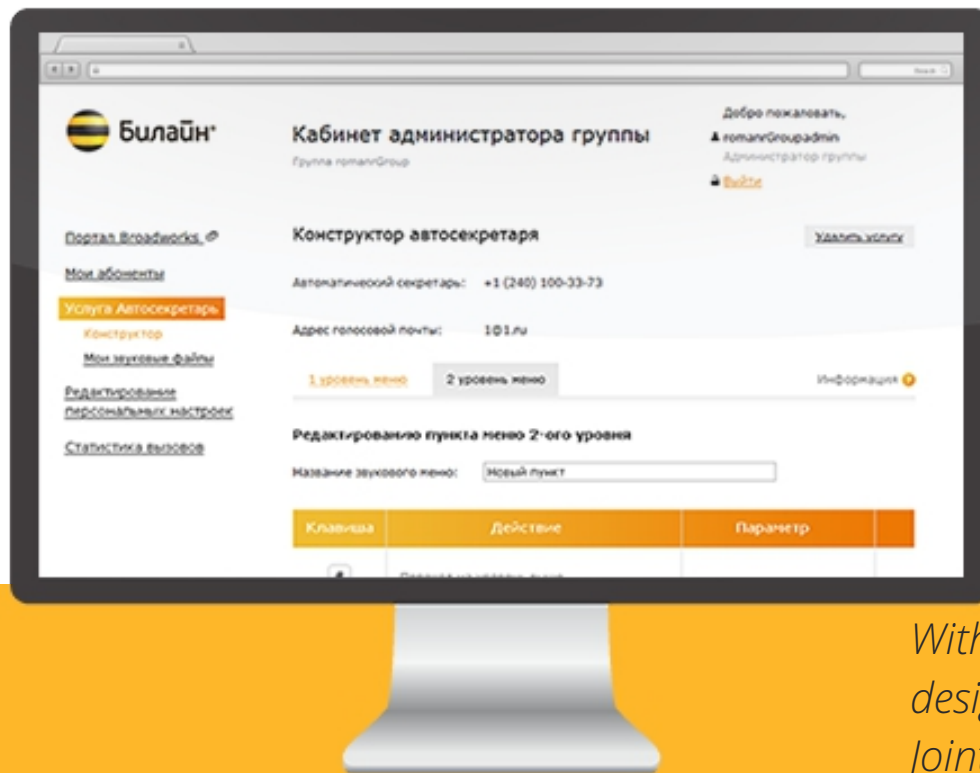 Билайн
Кабинет администратора группы
Группа romanrGroup
Добро пожаловать,
romanrGroupadmin
Администратор группы
Выйти
Портал Broadworks
Мои абоненты
Услуга Автосекретарь
Конструктор
Мои звуковые файлы
Редактирование
персональных настроек
Статистика вызовов
Конструктор автосекретаря
Удалить услугу
Автоматический секретарь: +1 (240) 100-33-73
Адрес голосовой почты: 1@1.ru
1 уровень меню
2 уровень меню
Информация ?
Редактированию пункта меню 2-ого уровня
Название звукового меню: Новый пункт
Клавиша Действие Параметр
With
desi
Join